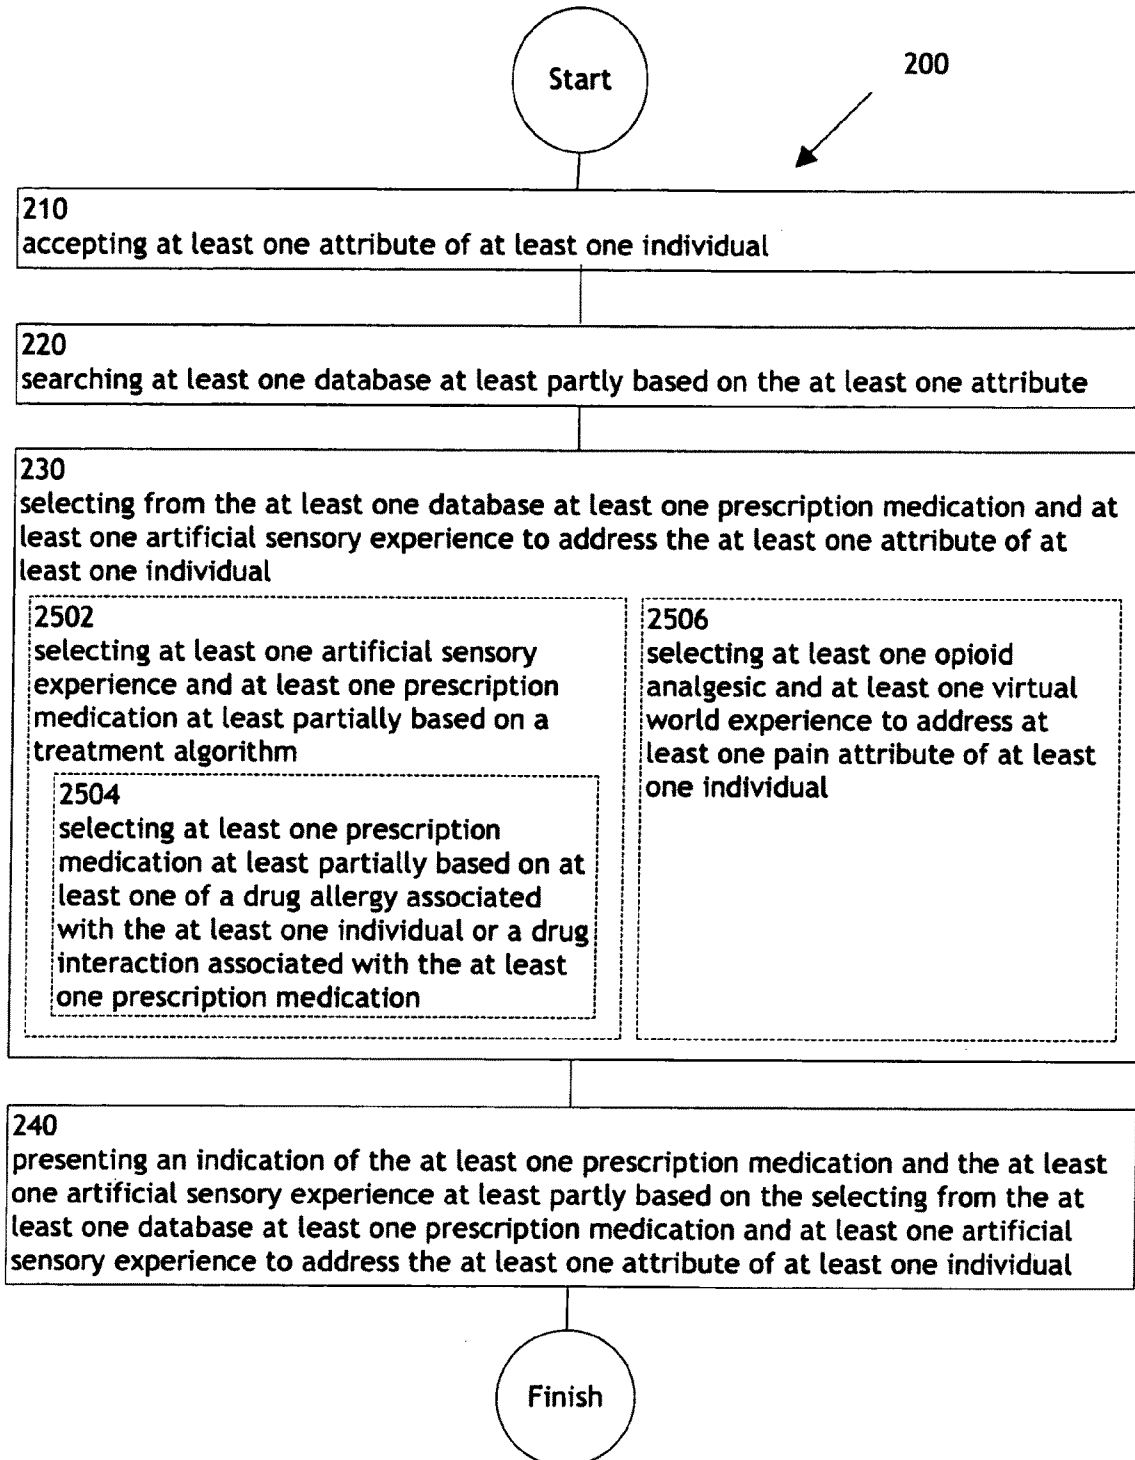 Start
200
210
accepting at least one attribute of at least one individual
220
searching at least one database at least partly based on the at least one attribute
230
selecting from the at least one database at least one prescription medication and at
least one artificial sensory experience to address the at least one attribute of at
least one individual
2502
selecting at least one artificial sensory
experience and at least one prescription
medication at least partially based on a
treatment algorithm
2504
selecting at least one prescription
medication at least partially based on at
least one of a drug allergy associated
with the at least one individual or a drug
interaction associated with the at least
one prescription medication
2506
selecting at least one opioid
analgesic and at least one virtual
world experience to address at
least one pain attribute of at least
one individual
240
presenting an indication of the at least one prescription medication and the at least
one artificial sensory experience at least partly based on the selecting from the at
least one database at least one prescription medication and at least one artificial
sensory experience to address the at least one attribute of at least one individual
Finish